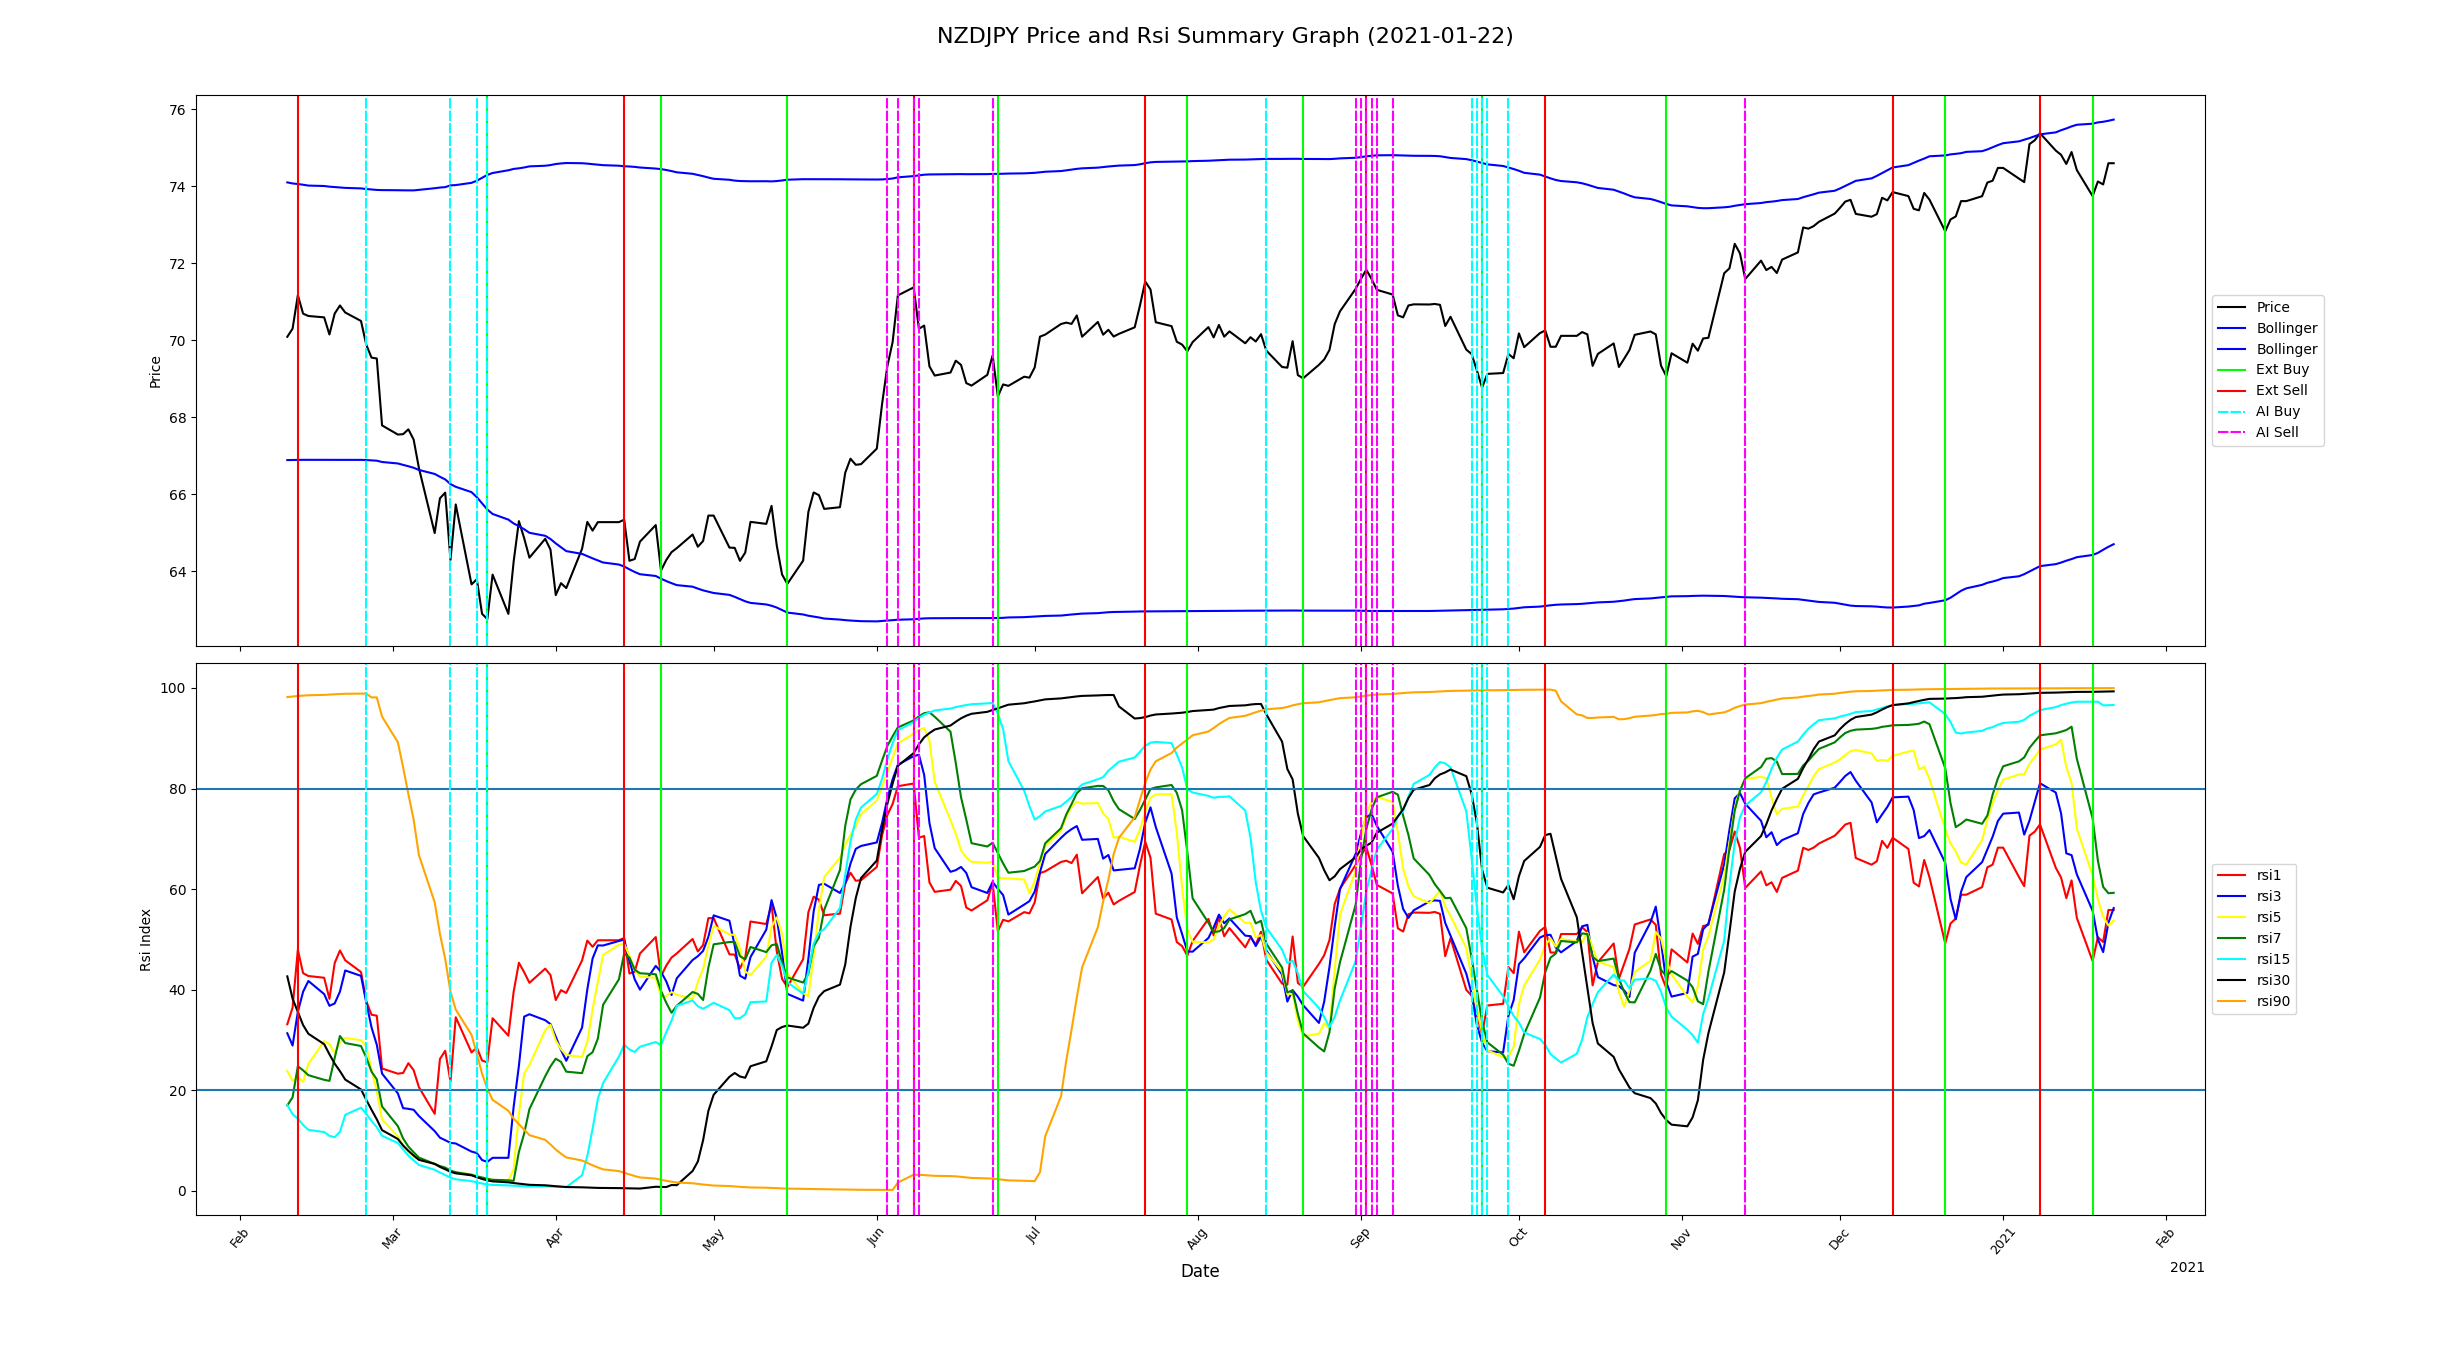 NZDJPY Price and Rsi Summary Graph (2021-01-22)
76
74
72
70
68
66
64
Price
Price
Bollinger
Bollinger
Ext Buy
Ext Sell
AI Buy
AI Sell
100
80
60
40
20
0
Rsi Index
rsi1
rsi3
rsi5
rsi7
rsi15
rsi30
rsi90
Feb
Mar
Apr
May
Jun
Jul
Aug
Sep
Oct
Nov
Dec
2021
Feb
Date
2021